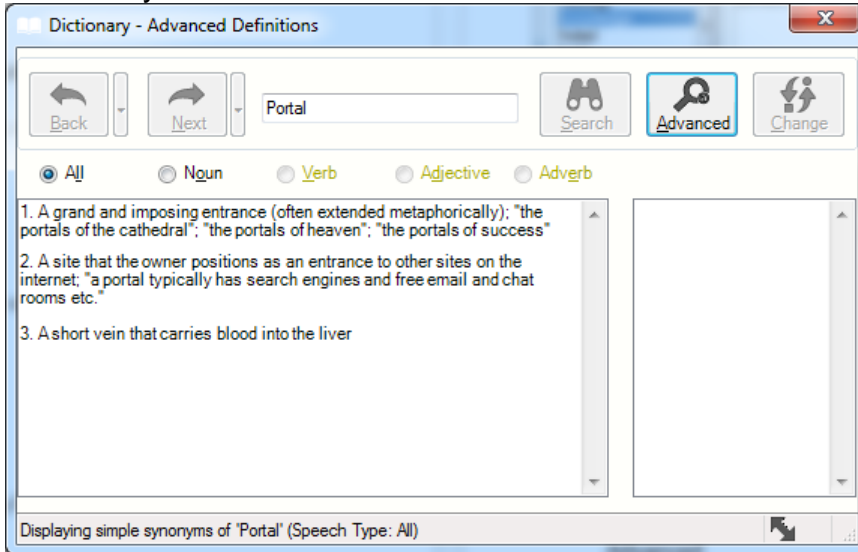 Dictionary - Advanced Definitions
Back
Next
Portal
Search
Advanced
Change
All
Noun
Verb
Adjective
Adverb
1. A grand and imposing entrance (often extended metaphorically); "the
portals of the cathedral"; "the portals of heaven"; "the portals of success"
2. A site that the owner positions as an entrance to other sites on the
internet; "a portal typically has search engines and free email and chat
rooms etc."
3. A short vein that carries blood into the liver
Displaying simple synonyms of 'Portal' (Speech Type: All)